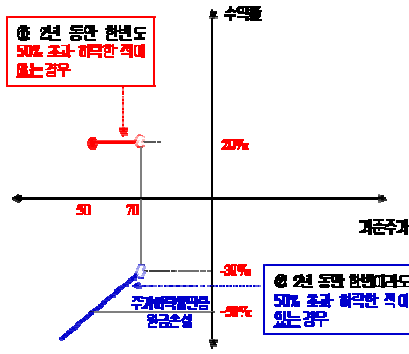 수익률
① 2년 동안 한번도
50% 초과 하락한 적이
있는 경우
20%
50
70
기준주가
-30%
② 2년 동안 한번이라도
50% 초과 하락한 적이
있는 경우
주가하락률만큼
원금손실
-50%